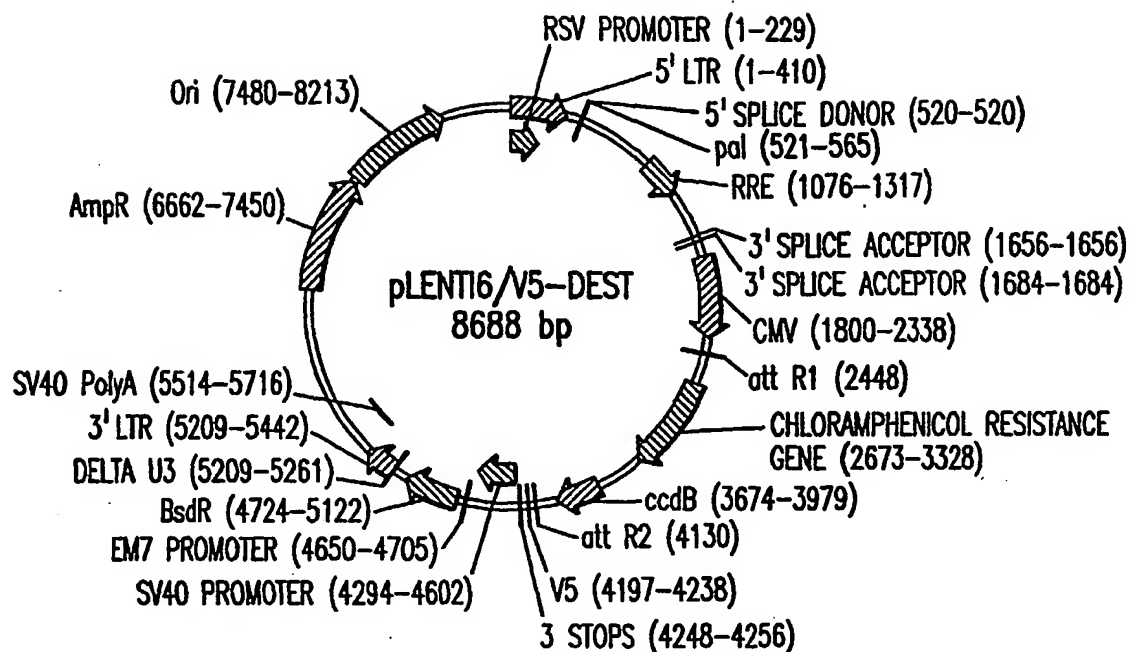 RSV PROMOTER (1-229)
5' LTR (1-410)
5' SPLICE DONOR (520-520)
pal (521-565)
RRE (1076-1317)
3' SPLICE ACCEPTOR (1656-1656)
3' SPLICE ACCEPTOR (1684-1684)
CMV (1800-2338)
att R1 (2448)
CHLORAMPHENICOL RESISTANCE
GENE (2673-3328)
ccdB (3674-3979)
att R2 (4130)
V5 (4197-4238)
3 STOPS (4248-4256)
SV40 PROMOTER (4294-4602)
EM7 PROMOTER (4650-4705)
BsdR (4724-5122)
DELTA U3 (5209-5261)
3' LTR (5209-5442)
SV40 PolyA (5514-5716)
AmpR (6662-7450)
Ori (7480-8213)
pLENTI6/V5-DEST
8688 bp